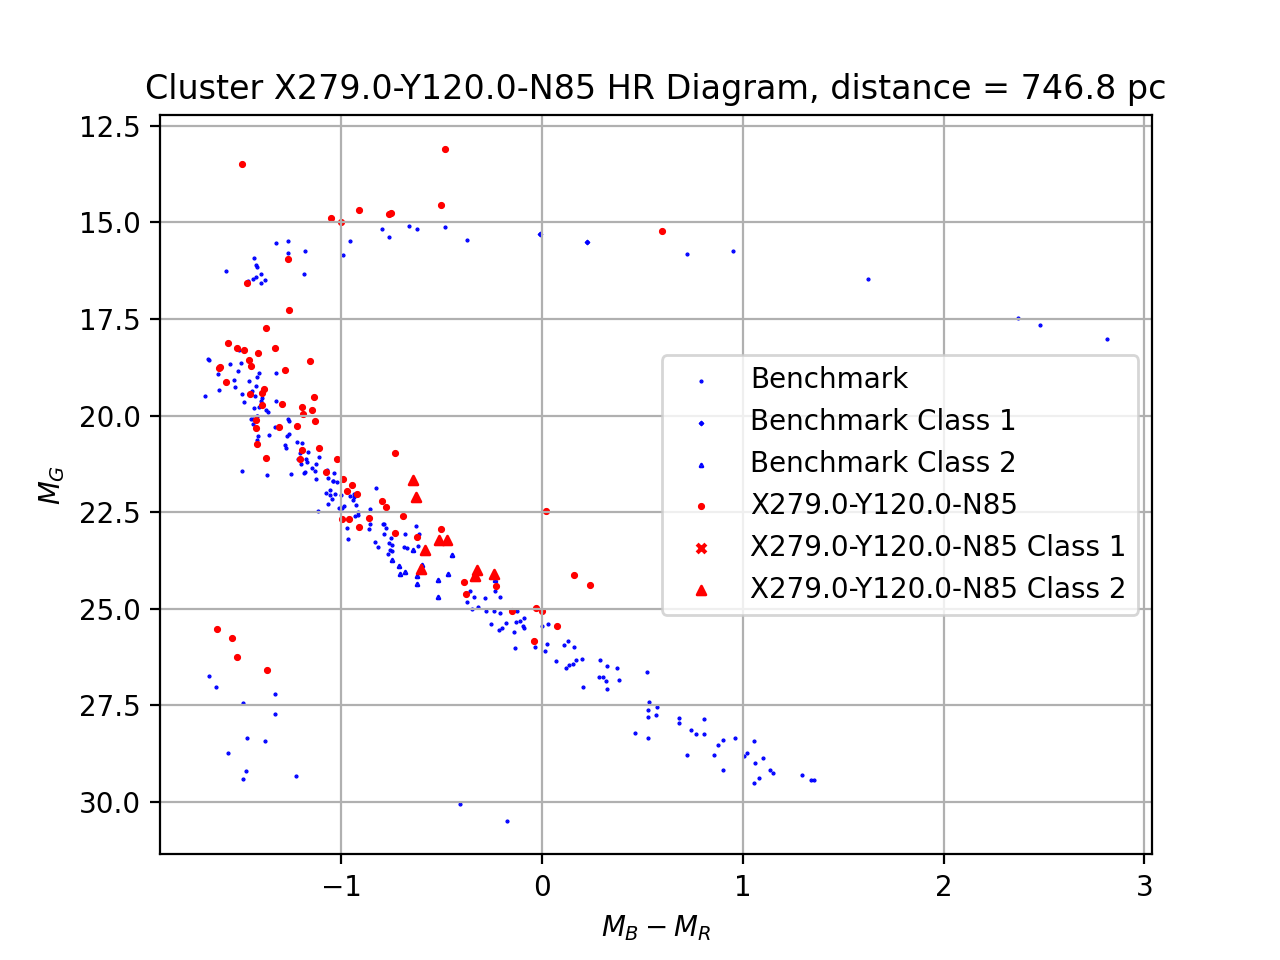 Cluster X279.0-Y120.0-N85 HR Diagram, distance = 746.8 pc
12.5
15.0
17.5
20.0
22.5
25.0
27.5
30.0
M_G
Benchmark
Benchmark Class 1
Benchmark Class 2
X279.0-Y120.0-N85
X279.0-Y120.0-N85 Class 1
X279.0-Y120.0-N85 Class 2
−1 0 1 2 3
M_B − M_R